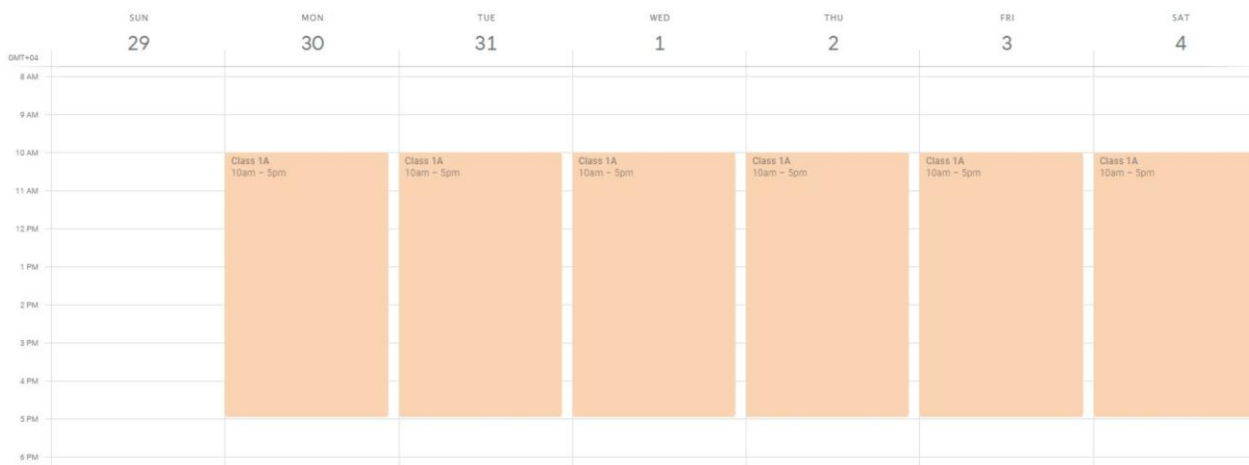 SUN MON TUE WED THU FRI SAT
29 30 31 1 2 3 4
GMT+04
8 AM
9 AM
10 AM
Class 1A Class 1A Class 1A Class 1A Class 1A Class 1A
10am – 5pm 10am – 5pm 10am – 5pm 10am – 5pm 10am – 5pm 10am – 5pm
11 AM
12 PM
1 PM
2 PM
3 PM
4 PM
5 PM
6 PM